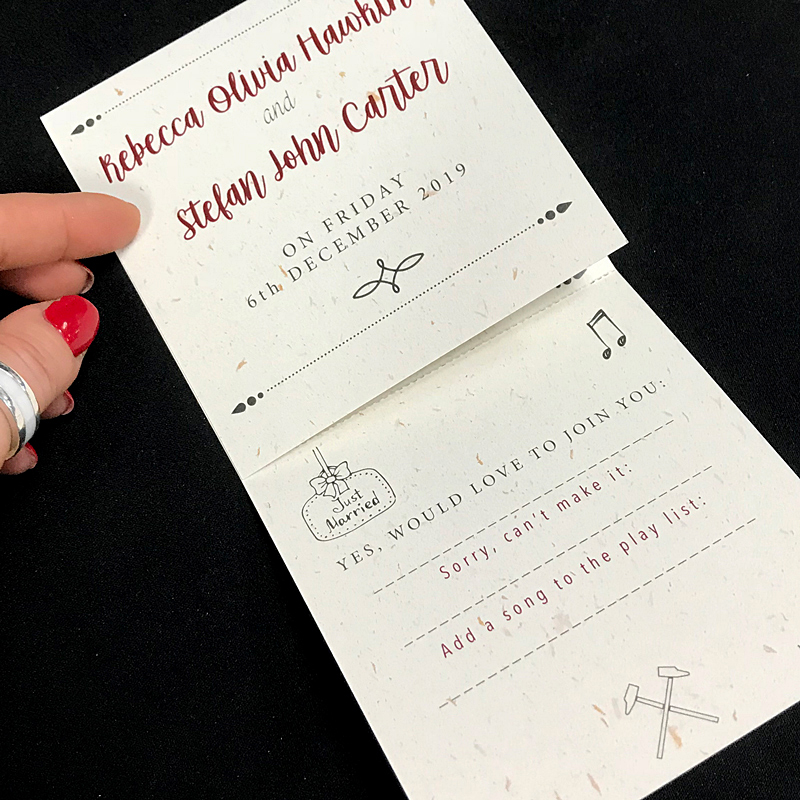 Rebecca Olivia
and
Stefan John Carter
ON FRIDAY
6th DECEMBER 2019
Just
Married
YES, WOULD LOVE TO JOIN YOU:
Sorry, can't make it:
Add a song to the play list: